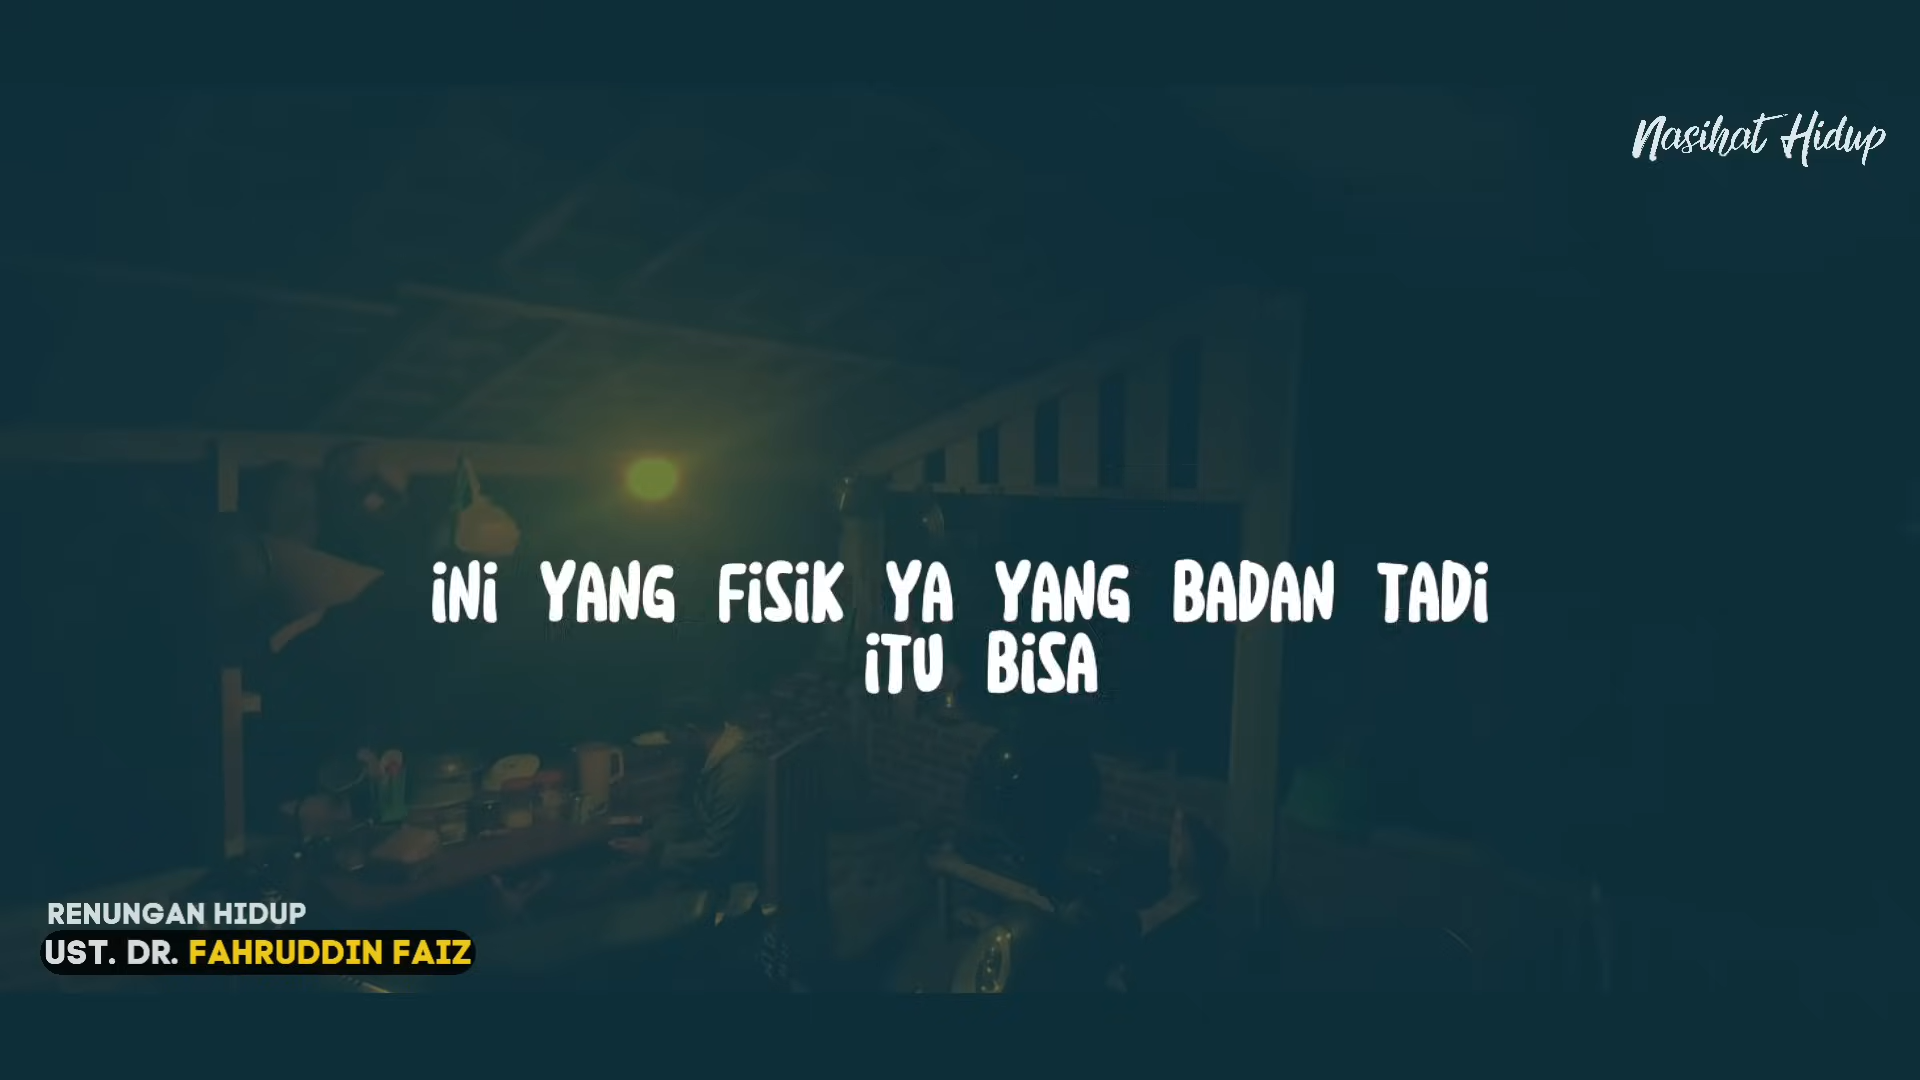 Nasihat Hidup
iNi YANG FiSiK YA YANG BADAN TADi
iTU BiSA
RENUNGAN HIDUP
UST. DR. FAHRUDDIN FAIZ